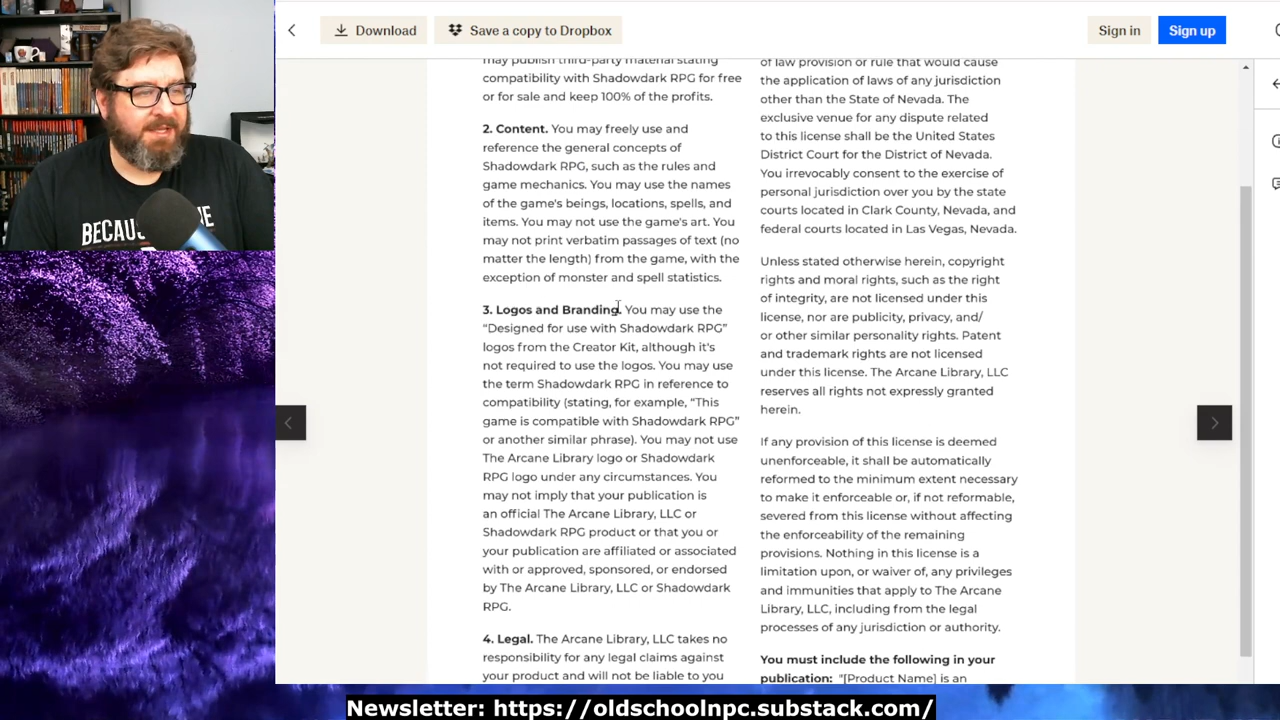 Download
Save a copy to Dropbox
Sign in
Sign up
may publish third-party material stating
compatibility with Shadowdark RPG for free
or for sale and keep 100% of the profits.
2. Content. You may freely use and
reference the general concepts of
Shadowdark RPG, such as the rules and
game mechanics. You may use the names
of the game's beings, locations, spells, and
items. You may not use the game's art. You
may not print verbatim passages of text (no
matter the length) from the game, with the
exception of monster and spell statistics.
3. Logos and Branding. You may use the
“Designed for use with Shadowdark RPG”
logos from the Creator Kit, although it's
not required to use the logos. You may use
the term Shadowdark RPG in reference to
compatibility (stating, for example, “This
game is compatible with Shadowdark RPG”
or another similar phrase). You may not use
The Arcane Library logo or Shadowdark
RPG logo under any circumstances. You
may not imply that your publication is
an official The Arcane Library, LLC or
Shadowdark RPG product or that you or
your publication are affiliated or associated
with or approved, sponsored, or endorsed
by The Arcane Library, LLC or Shadowdark
RPG.
4. Legal. The Arcane Library, LLC takes no
responsibility for any legal claims against
your product and will not be liable to you
of law provision or rule that would cause
the application of laws of any jurisdiction
other than the State of Nevada. The
exclusive venue for any dispute related
to this license shall be the United States
District Court for the District of Nevada.
You irrevocably consent to the exercise of
personal jurisdiction over you by the state
courts located in Clark County, Nevada, and
federal courts located in Las Vegas, Nevada.
Unless stated otherwise herein, copyright
rights and moral rights, such as the right
of integrity, are not licensed under this
license, nor are publicity, privacy, and/
or other similar personality rights. Patent
and trademark rights are not licensed
under this license. The Arcane Library, LLC
reserves all rights not expressly granted
herein.
If any provision of this license is deemed
unenforceable, it shall be automatically
reformed to the minimum extent necessary
to make it enforceable or, if not reformable,
severed from this license without affecting
the enforceability of the remaining
provisions. Nothing in this license is a
limitation upon, or waiver of, any privileges
and immunities that apply to The Arcane
Library, LLC, including from the legal
processes of any jurisdiction or authority.
You must include the following in your
publication: “[Product Name] is an
Newsletter: https://oldschoolnpc.substack.com/